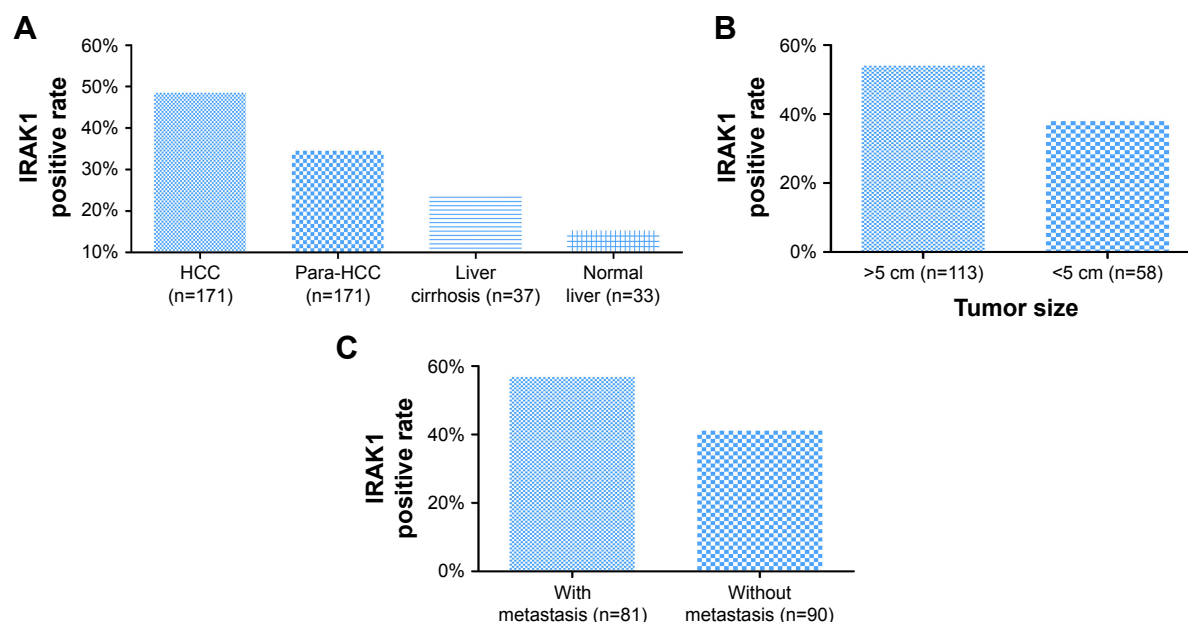 A
IRAK1
positive rate
60%
50%
40%
30%
20%
10%
HCC
(n=171)
Para-HCC
(n=171)
Liver
cirrhosis (n=37)
Normal
liver (n=33)
B
IRAK1
positive rate
60%
40%
20%
0%
>5 cm (n=113)
<5 cm (n=58)
Tumor size
C
IRAK1
positive rate
60%
40%
20%
0%
With
metastasis (n=81)
Without
metastasis (n=90)